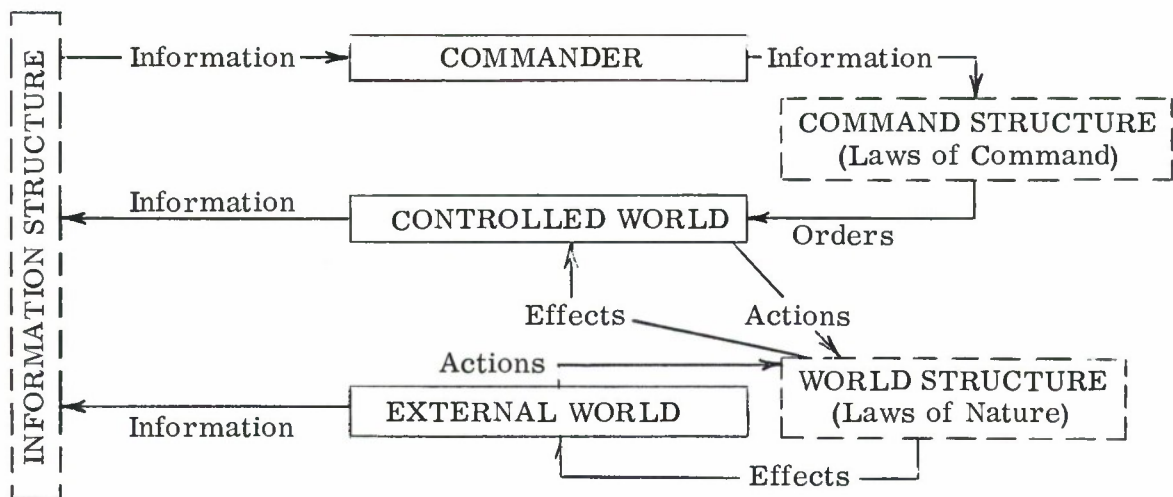 INFORMATION STRUCTURE
Information
COMMANDER
Information
COMMAND STRUCTURE
(Laws of Command)
Information
CONTROLLED WORLD
Orders
Effects
Actions
Actions
WORLD STRUCTURE
(Laws of Nature)
EXTERNAL WORLD
Information
Effects